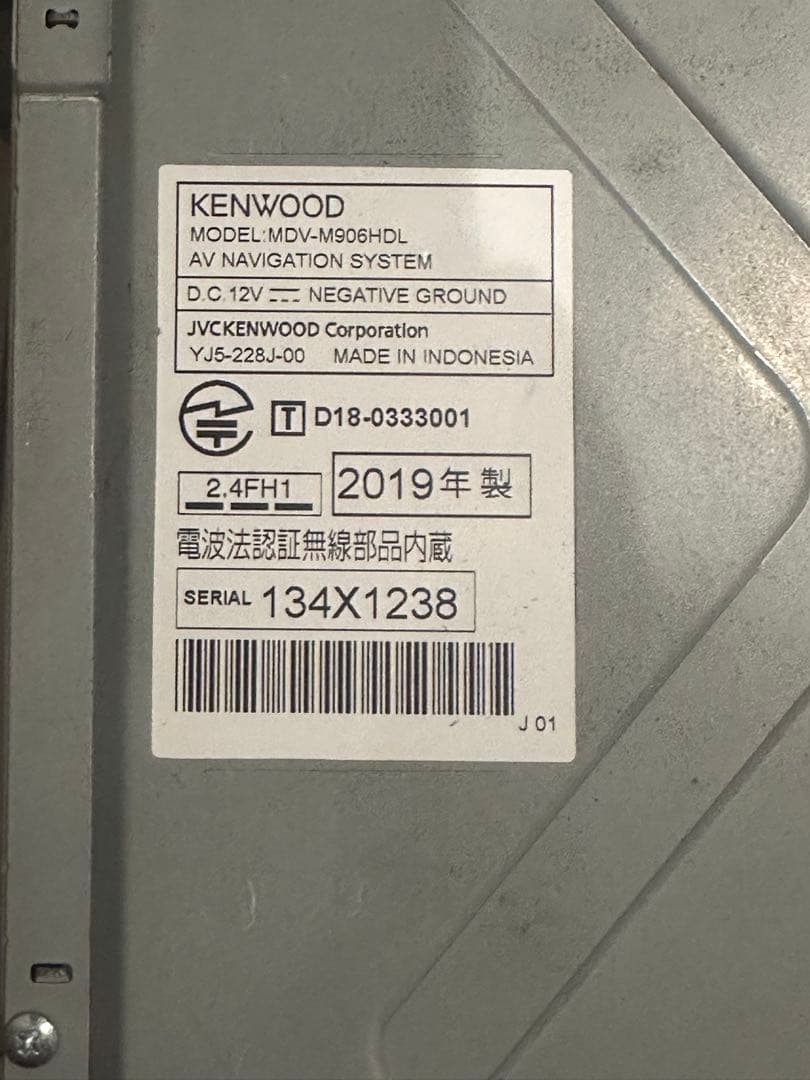 KENWOOD
MODEL:MDV-M906HDL
AV NAVIGATION SYSTEM
D.C.12V NEGATIVE GROUND
JVCKENWOOD Corporation
YJ5-228J-00 MADE IN INDONESIA
T D18-0333001
2.4FH1 2019年製
電波法認証無線部品内蔵
SERIAL 134X1238
J 01